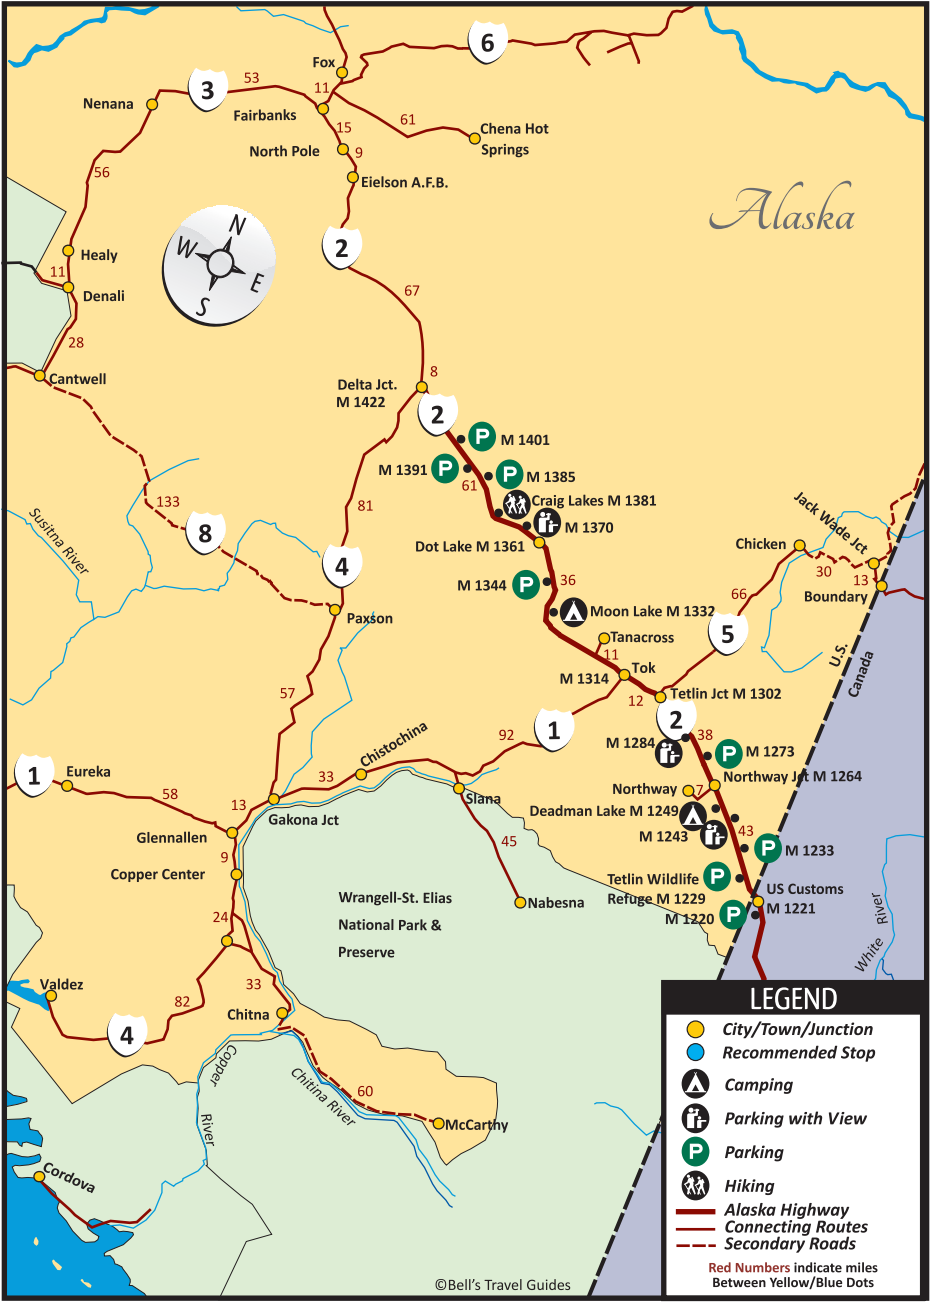 6
Fox
53
3
11
Nenana
Fairbanks
61
15
Chena Hot
Springs
North Pole
9
56
Eielson A.F.B.
Alaska
N
W
E
S
2
Healy
11
Denali
67
28
Cantwell
8
Delta Jct.
M 1422
2
M 1401
M 1391
P
P
P
M 1385
61
Craig Lakes M 1381
133
81
M 1370
Susitna River
8
Dot Lake M 1361
Chicken
Jack Wade Jct
4
M 1344
P
36
30
13
66
Boundary
Paxson
Moon Lake M 1332
Tanacross
5
11
U.S.
Canada
Tok
M 1314
57
12
Tetlin Jct M 1302
2
1
92
Chistochina
M 1284
38
P
M 1273
1
Eureka
33
Northway Jct M 1264
58
13
Slana
Northway
7
Gakona Jct
Deadman Lake M 1249
Glennallen
M 1243
43
45
9
P
M 1233
Copper Center
Tetlin Wildlife
Refuge M 1229
P
US Customs
M 1221
Wrangell-St. Elias
National Park &
Preserve
Nabesna
M 1220
P
24
White River
Valdez
33
82
Chitna
4
Copper River
Chitina River
60
McCarthy
Cordova
LEGEND
City/Town/Junction
Recommended Stop
Camping
Parking with View
P
Parking
Hiking
Alaska Highway
Connecting Routes
Secondary Roads
Red Numbers indicate miles
Between Yellow/Blue Dots
©Bell's Travel Guides